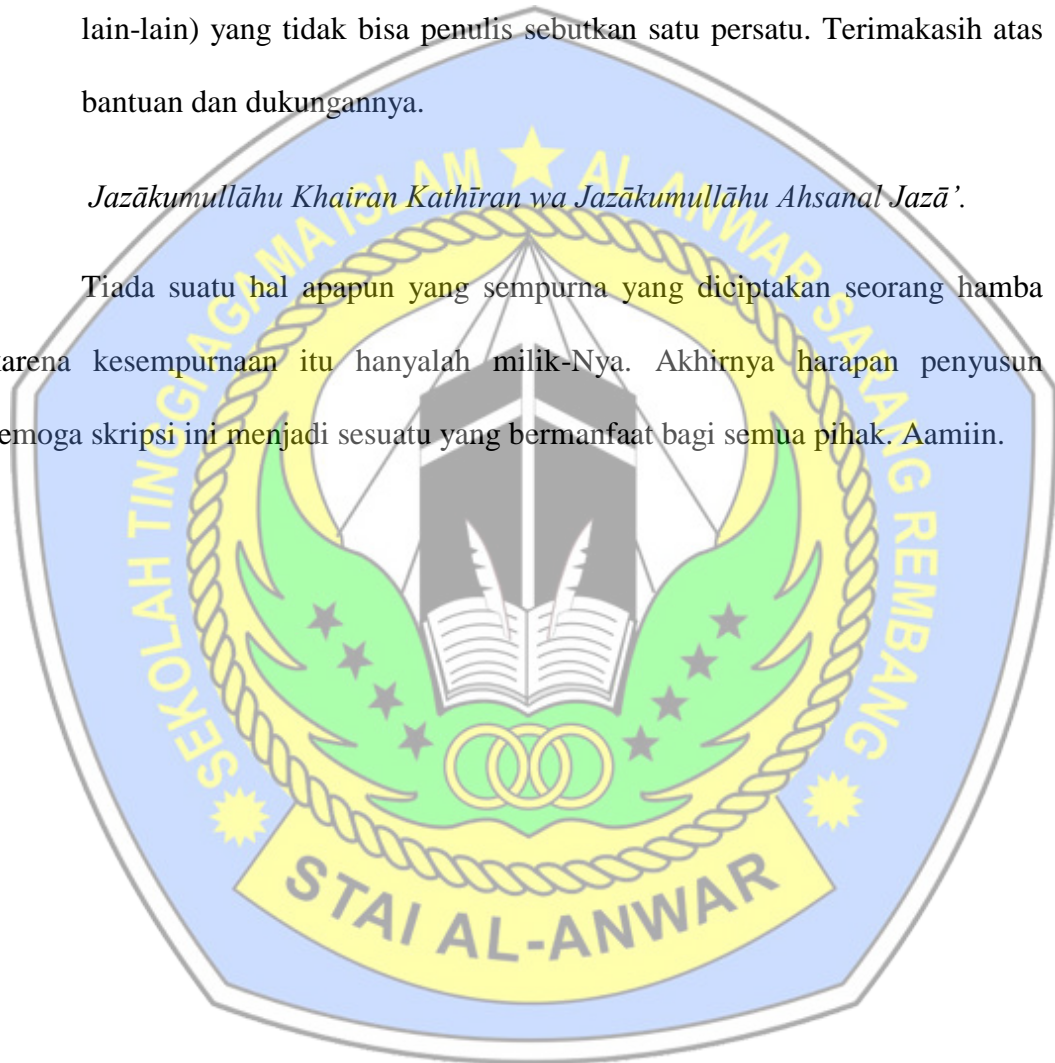 lain-lain) yang tidak bisa penulis sebutkan satu persatu. Terimakasih atas
bantuan dan dukungannya.
Jazākumullāhu Khairan Kathīran wa Jazākumullāhu Ahsanal Jazā’.
Tiada suatu hal apapun yang sempurna yang diciptakan seorang hamba
karena kesempurnaan itu hanyalah milik-Nya. Akhirnya harapan penyusun
emoga skripsi ini menjadi sesuatu yang bermanfaat bagi semua pihak. Aamiin.
SEKOLAH TINGGI AGAMA ISLAM ★ AL ANWAR SARANG REMBANG
STAI AL-ANWAR